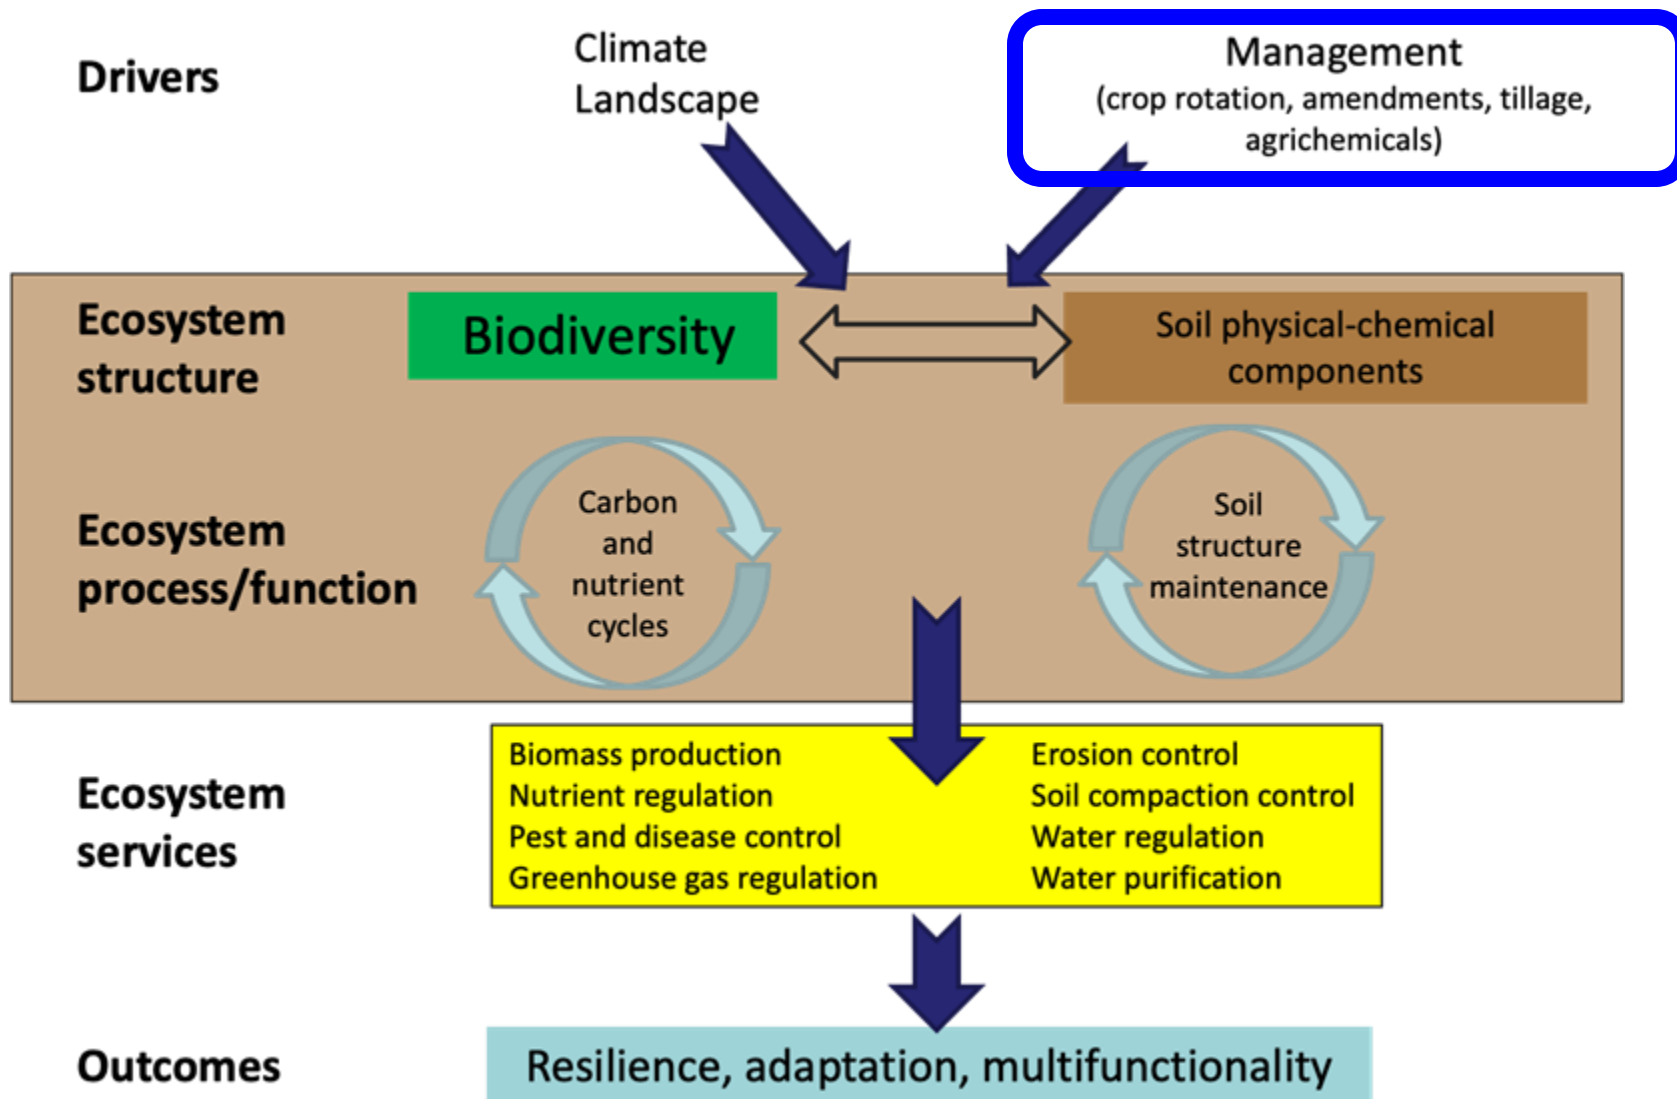 Drivers
Climate
Landscape
Management
(crop rotation, amendments, tillage,
agrichemicals)
Ecosystem
structure
Biodiversity
Soil physical-chemical
components
Ecosystem
process/function
Carbon
and
nutrient
cycles
Soil
structure
maintenance
Ecosystem
services
Biomass production
Nutrient regulation
Pest and disease control
Greenhouse gas regulation
Erosion control
Soil compaction control
Water regulation
Water purification
Outcomes
Resilience, adaptation, multifunctionality